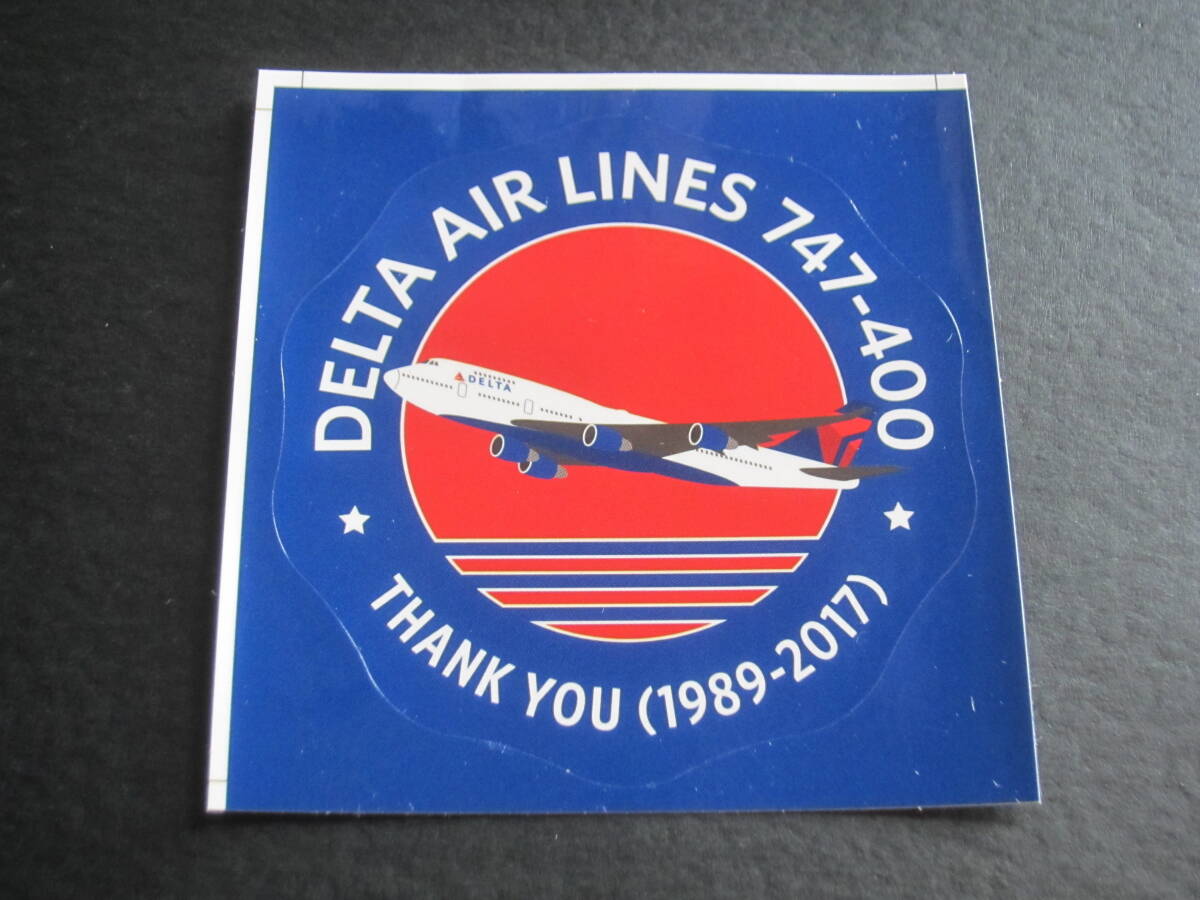 DELTA AIR LINES 747-400
DELTA
THANK YOU (1989-2017)